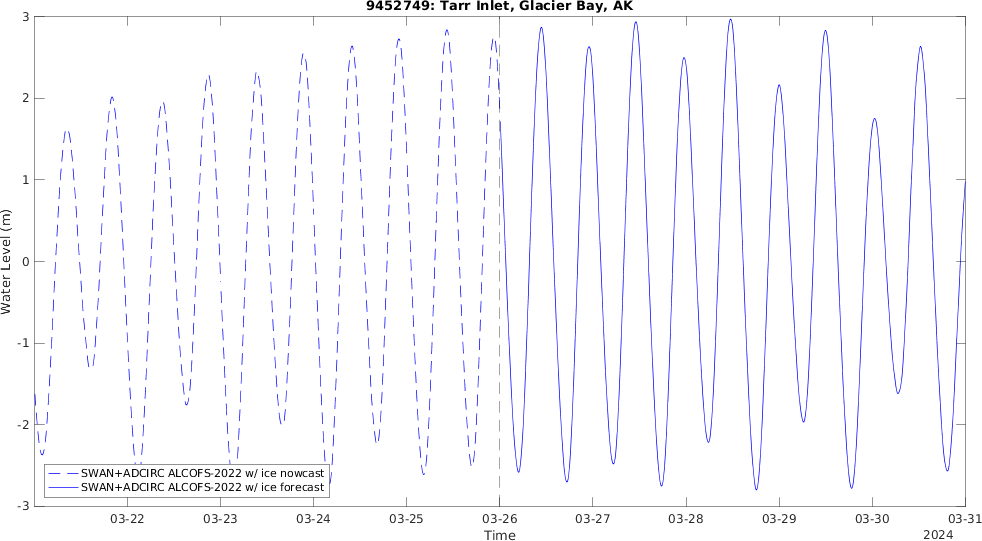 9452749: Tarr Inlet, Glacier Bay, AK
3
2
1
0
-1
-2
-3
Water Level (m)
SWAN+ADCIRC ALCOFS-2022 w/ ice nowcast
SWAN+ADCIRC ALCOFS-2022 w/ ice forecast
03-22 03-23 03-24 03-25 03-26 03-27 03-28 03-29 03-30 03-31
Time
2024